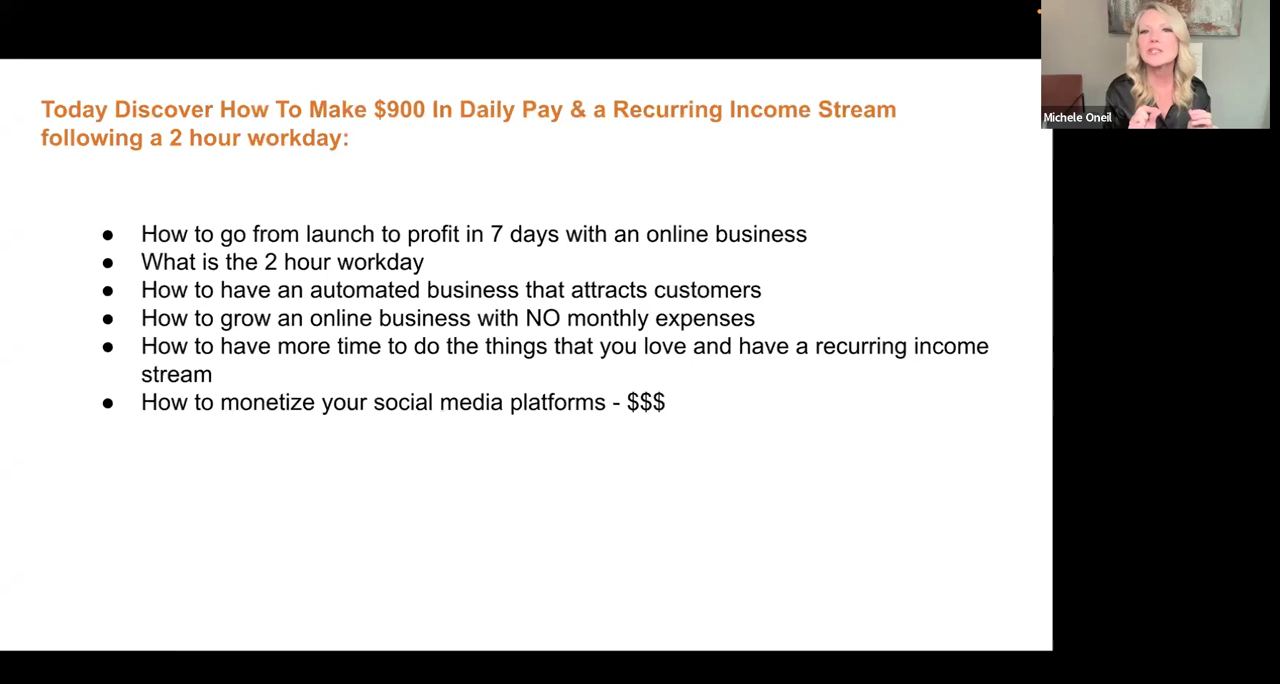 Today Discover How To Make $900 In Daily Pay & a Recurring Income Stream
following a 2 hour workday:
● How to go from launch to profit in 7 days with an online business
● What is the 2 hour workday
● How to have an automated business that attracts customers
● How to grow an online business with NO monthly expenses
● How to have more time to do the things that you love and have a recurring income
stream
● How to monetize your social media platforms - $$$
Michele Oneil